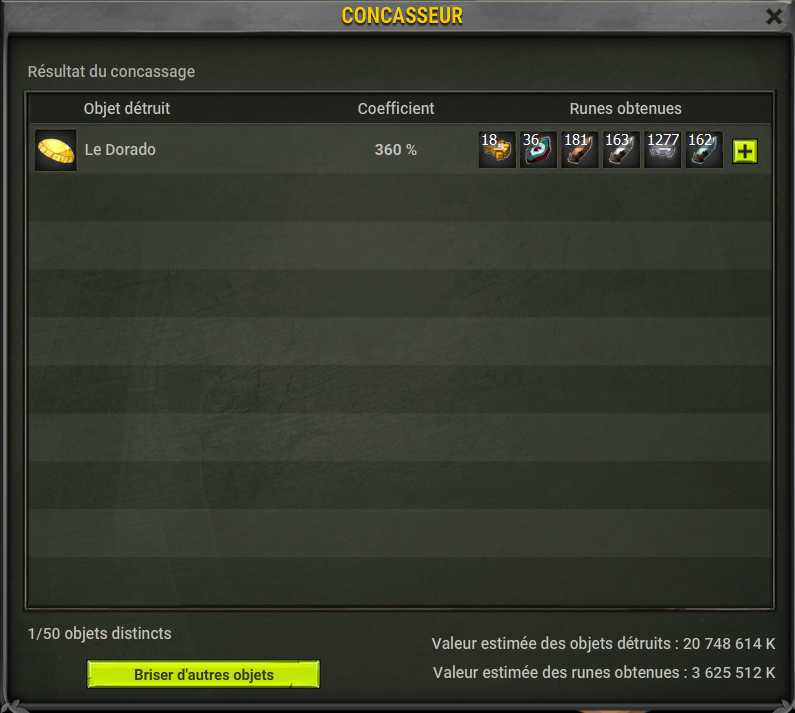 CONCASSEUR
Résultat du concassage
Objet détruit Coefficient Runes obtenues
Le Dorado 360 % 18 36 181 163 1277 162
1/50 objets distincts
Valeur estimée des objets détruits : 20 748 614 K
Briser d'autres objets
Valeur estimée des runes obtenues : 3 625 512 K